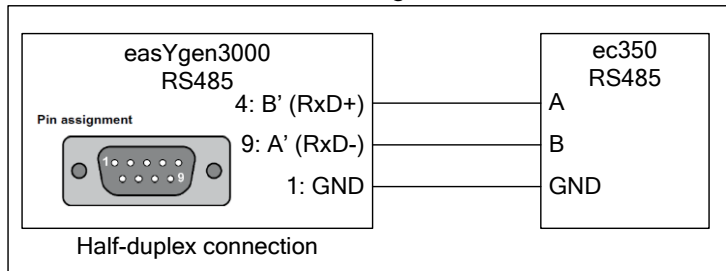 easYgen3000
RS485
4: B' (RxD+)
Pin assignment
9: A' (RxD-)
1
9
1: GND
Half-duplex connection
ec350
RS485
A
B
GND